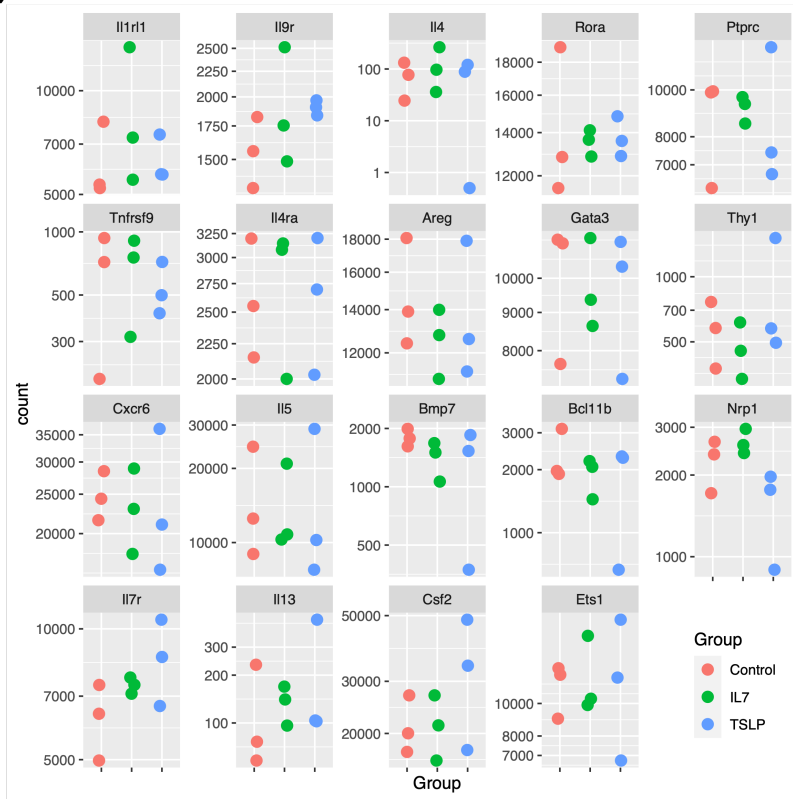 Il1rl1 Il9r Il4 Rora Ptprc
10000 7000 5000
2500 2250 2000 1750 1500
100 10 1
18000 16000 14000 12000
10000 8000 7000
Tnfrsf9 Il4ra Areg Gata3 Thy1
1000 500 300
3250 3000 2750 2500 2250 2000
18000 16000 14000 12000
10000 9000 8000
1000 700 500
count
Cxcr6 Il5 Bmp7 Bcl11b Nrp1
35000 30000 25000 20000
30000 20000 10000
2000 1000 500
3000 2000 1000
3000 2000 1000
Il7r Il13 Csf2 Ets1
10000 7000 5000
300 200 100
50000 30000 20000
10000 8000 7000
Group
Group
Control
IL7
TSLP